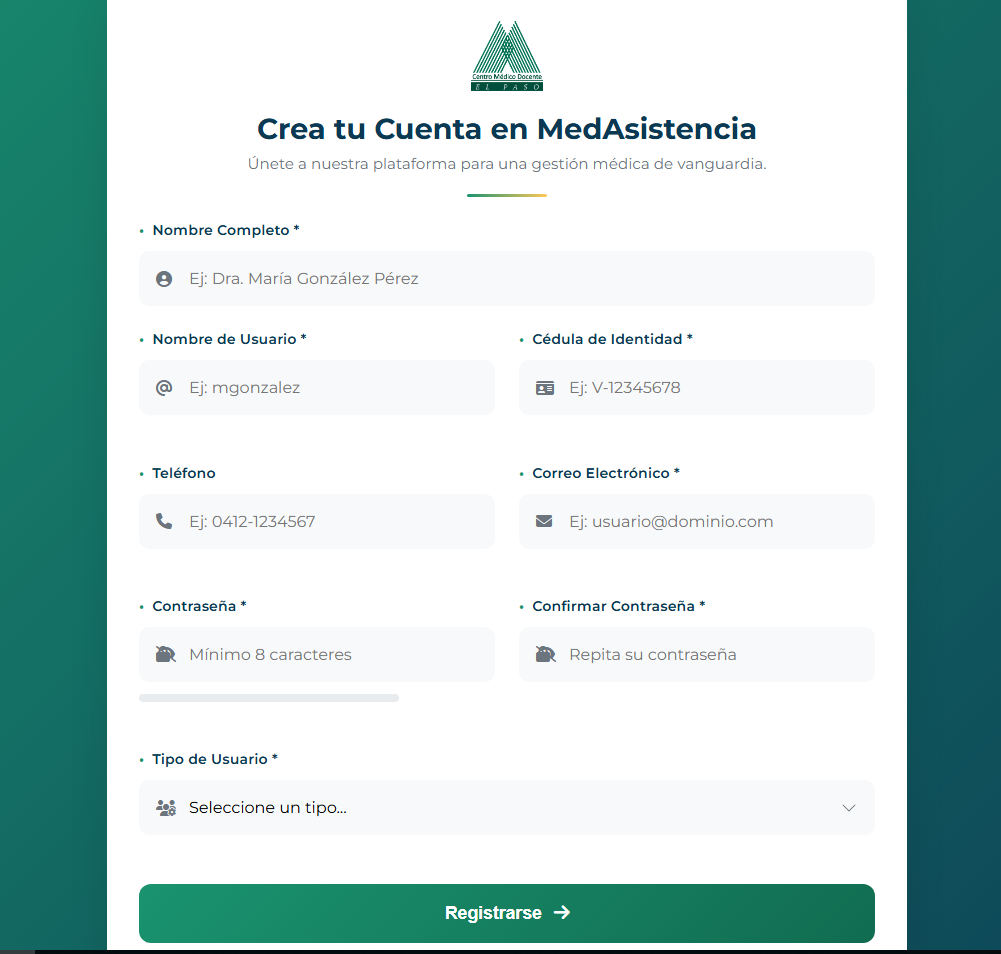 Centro Médico Docente
EL PASO
Crea tu Cuenta en MedAsistencia
Únete a nuestra plataforma para una gestión médica de vanguardia.
• Nombre Completo *
Ej: Dra. María González Pérez
• Nombre de Usuario *
• Cédula de Identidad *
Ej: mgonzalez
Ej: V-12345678
• Teléfono
• Correo Electrónico *
Ej: 0412-1234567
Ej: usuario@dominio.com
• Contraseña *
• Confirmar Contraseña *
Mínimo 8 caracteres
Repita su contraseña
• Tipo de Usuario *
Seleccione un tipo...
Registrarse →